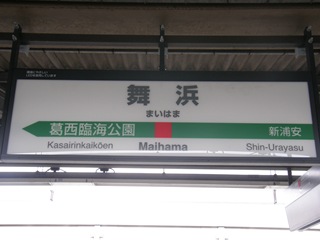 舞浜
まいはま
葛西臨海公園
新浦安
Kasairinkaikōen
Maihama
Shin-Urayasu